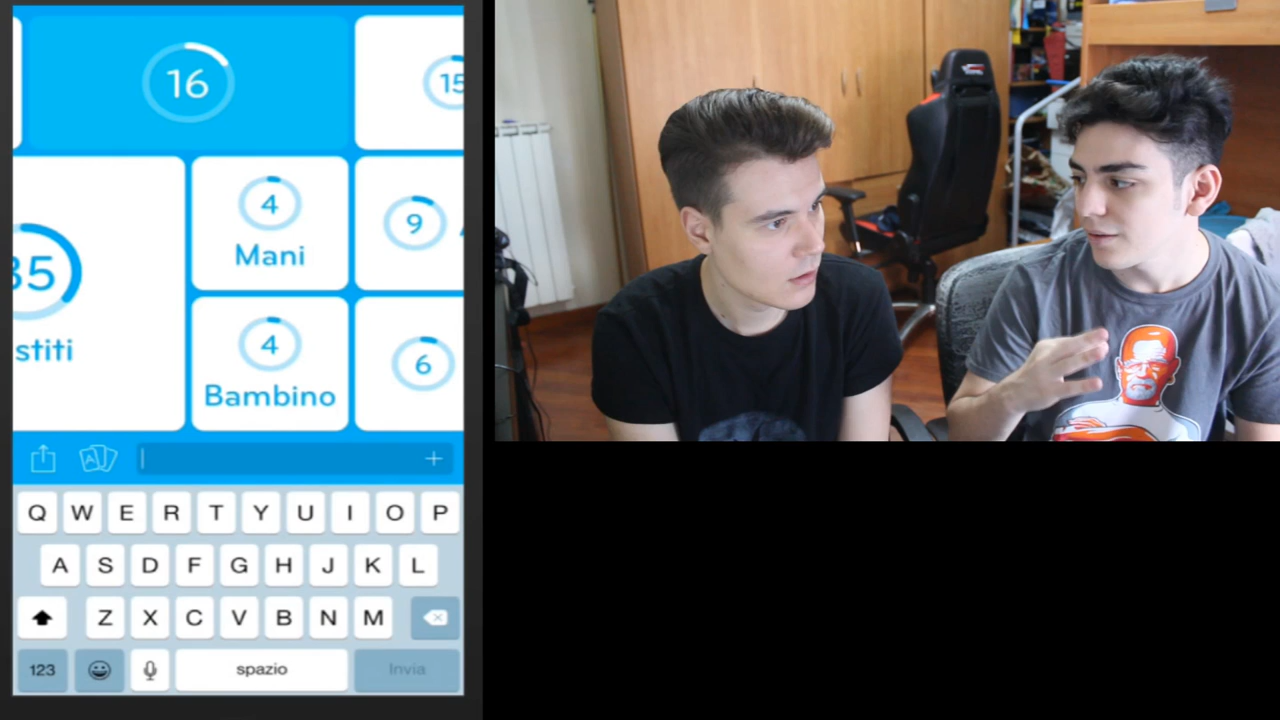 16
15
35
stiti
4
Mani
9
4
Bambino
6
+
Q W E R T Y U I O P
A S D F G H J K L
Z X C V B N M
123
spazio
Invia